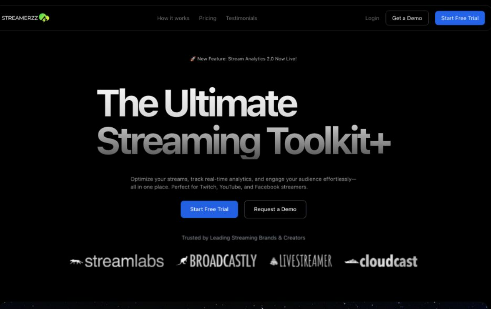 STREAMERZZ
How it works Pricing Testimonials
Login Get a Demo Start Free Trial
🚀 New Feature: Stream Analytics 2.0 Now Live!
The Ultimate
Streaming Toolkit+
Optimize your streams, track real-time analytics, and engage your audience effortlessly—
all in one place. Perfect for Twitch, YouTube, and Facebook streamers.
Start Free Trial Request a Demo
Trusted by Leading Streaming Brands & Creators
streamlabs BROADCASTLY LIVESTREAMER cloudcast